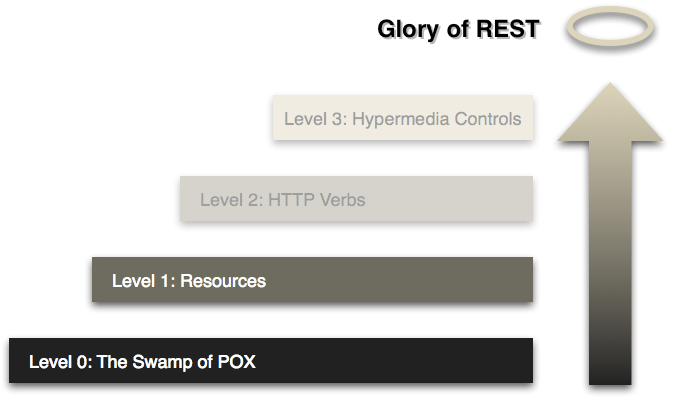 Glory of REST
Level 3: Hypermedia Controls
Level 2: HTTP Verbs
Level 1: Resources
Level 0: The Swamp of POX